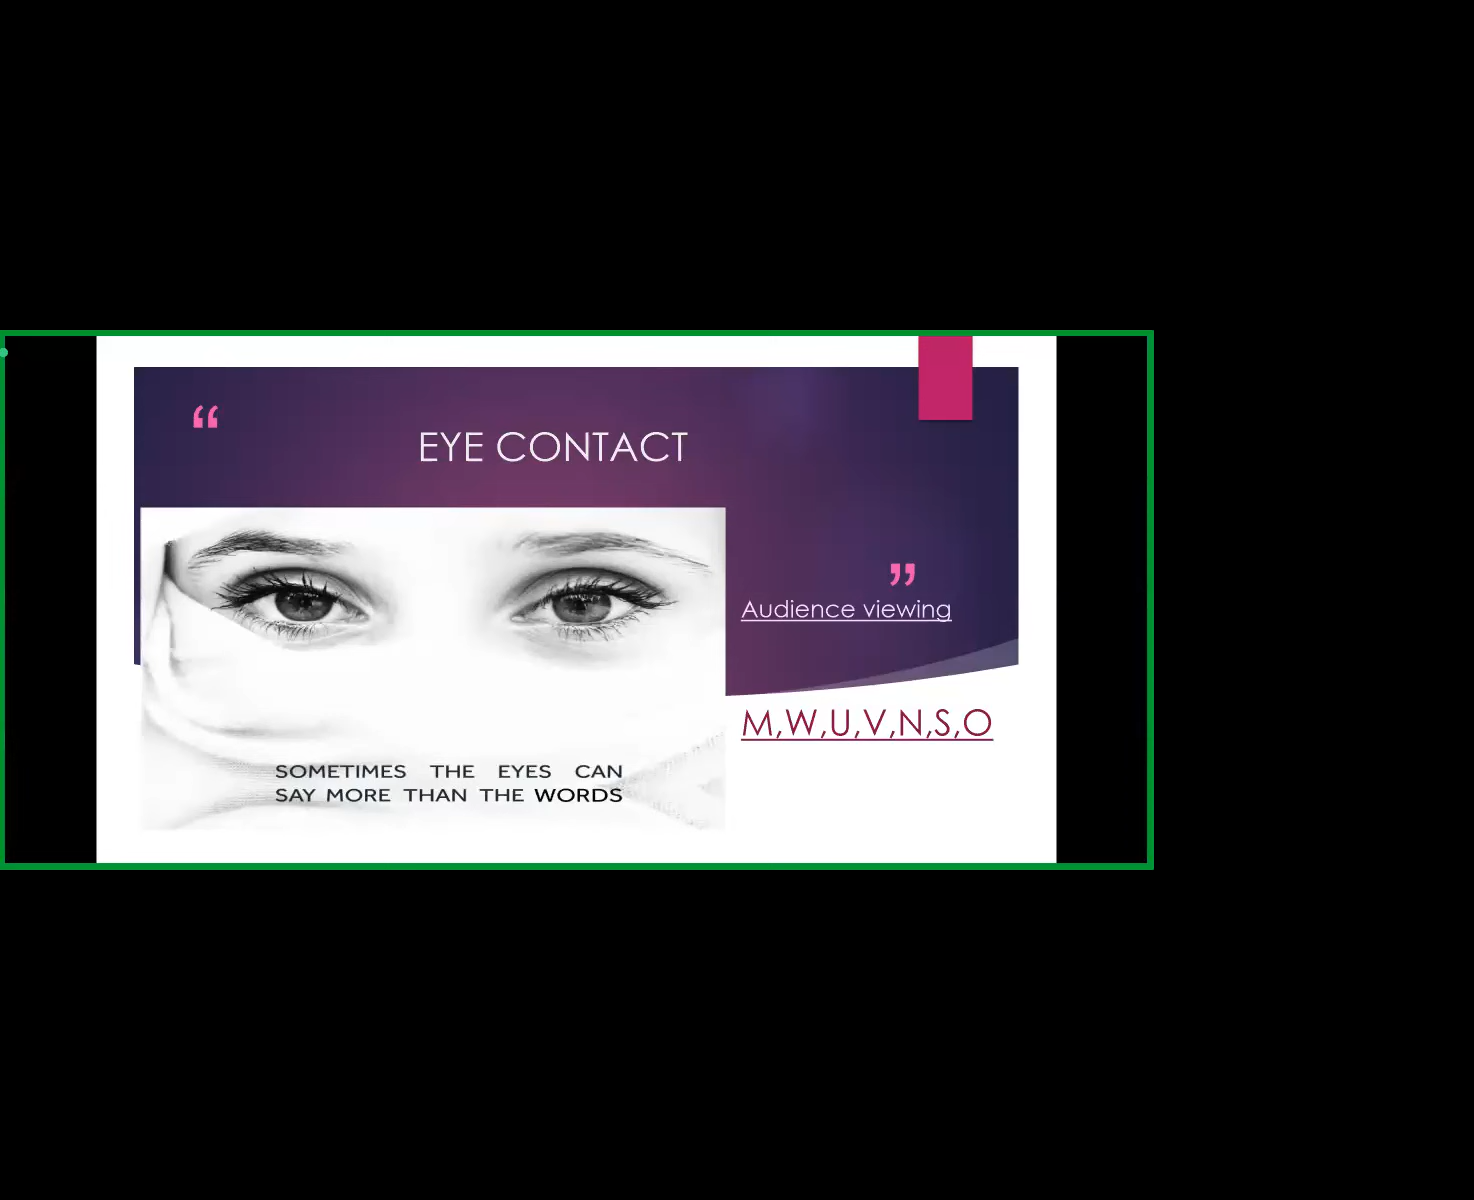 “
EYE CONTACT
”
Audience viewing
M,W,U,V,N,S,O
SOMETIMES THE EYES CAN
SAY MORE THAN THE WORDS